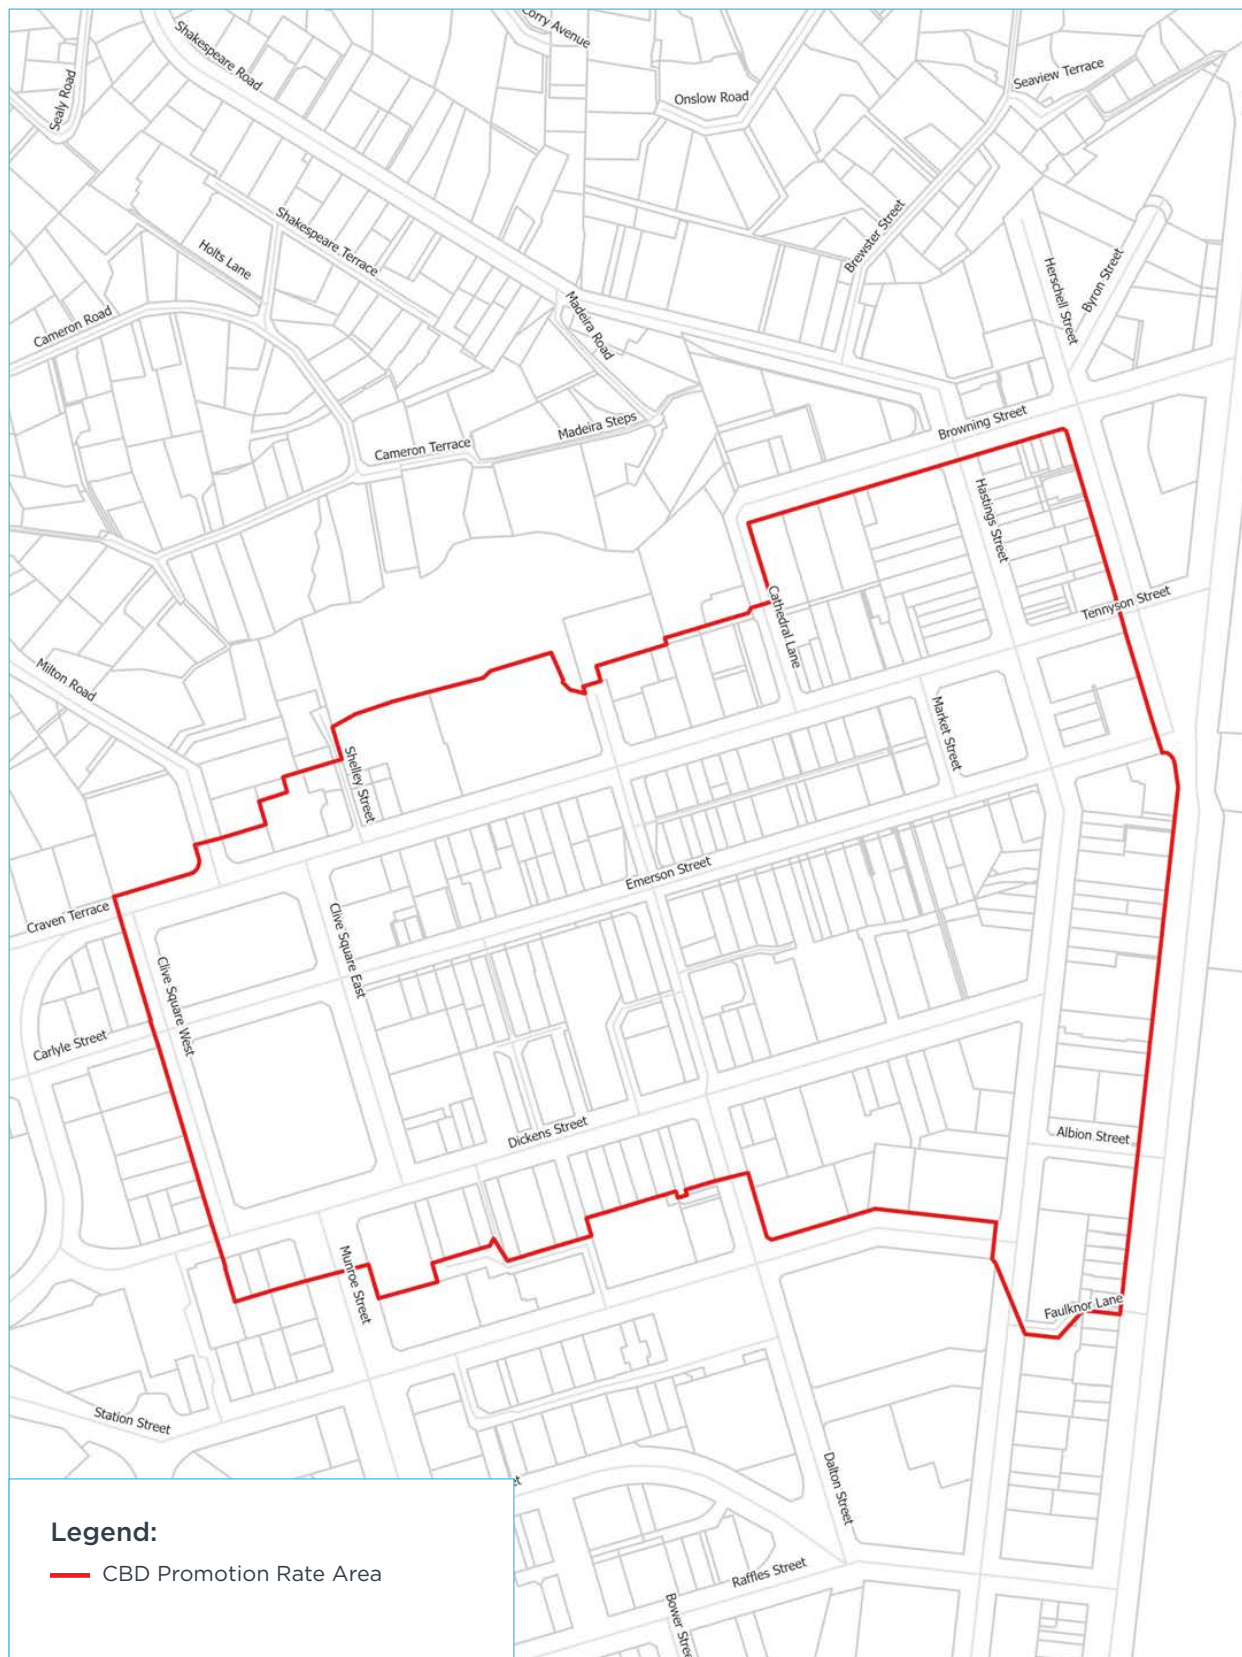 Corry Avenue
Shakespeare Road
Sealy Road
Seaview Terrace
Onslow Road
Shakespeare Terrace
Holts Lane
Brewster Street
Herschell Street
Byron Street
Cameron Road
Madeira Road
Browning Street
Madeira Steps
Cameron Terrace
Hastings Street
Cathedral Lane
Tennyson Street
Milton Road
Market Street
Shelley Street
Emerson Street
Craven Terrace
Clive Square East
Clive Square West
Carlyle Street
Dickens Street
Albion Street
Munroe Street
Faulknor Lane
Station Street
Dalton Street
Raffles Street
Bower Stree
Legend:
CBD Promotion Rate Area